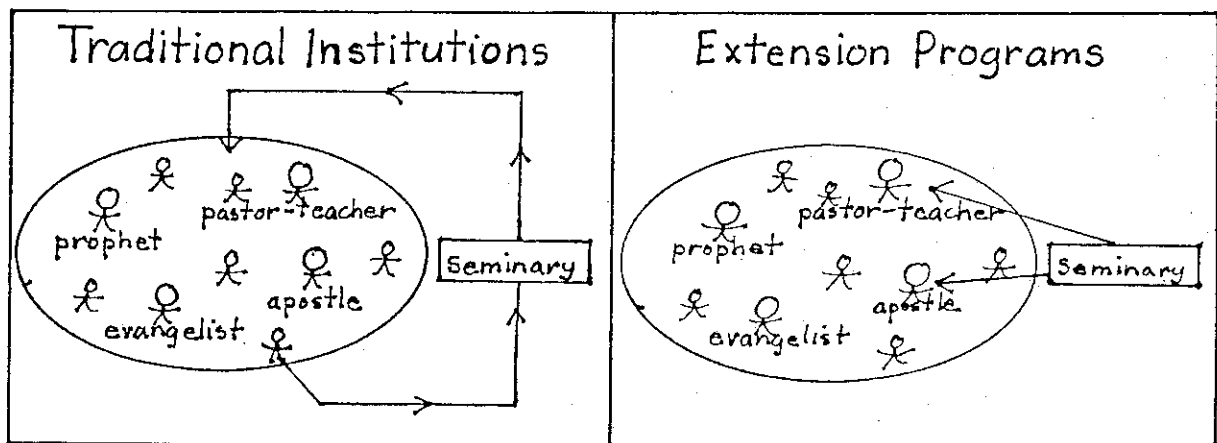 Traditional Institutions
pastor-teacher
prophet
seminary
apostle
evangelist
Extension Programs
pastor-teacher
prophet
seminary
apostle
evangelist